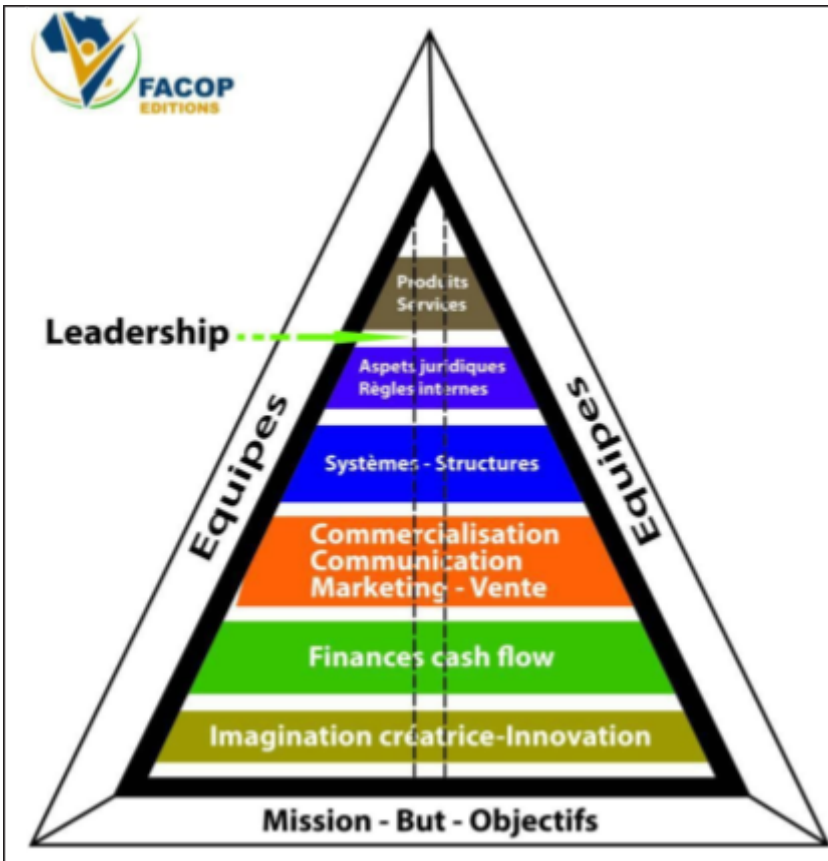 FACOP
EDITIONS
Produits
Services
Leadership
Aspets juridiques
Règles internes
Equipes
Equipes
Systèmes - Structures
Commercialisation
Communication
Marketing - Vente
Finances cash flow
Imagination créatrice-Innovation
Mission - But - Objectifs